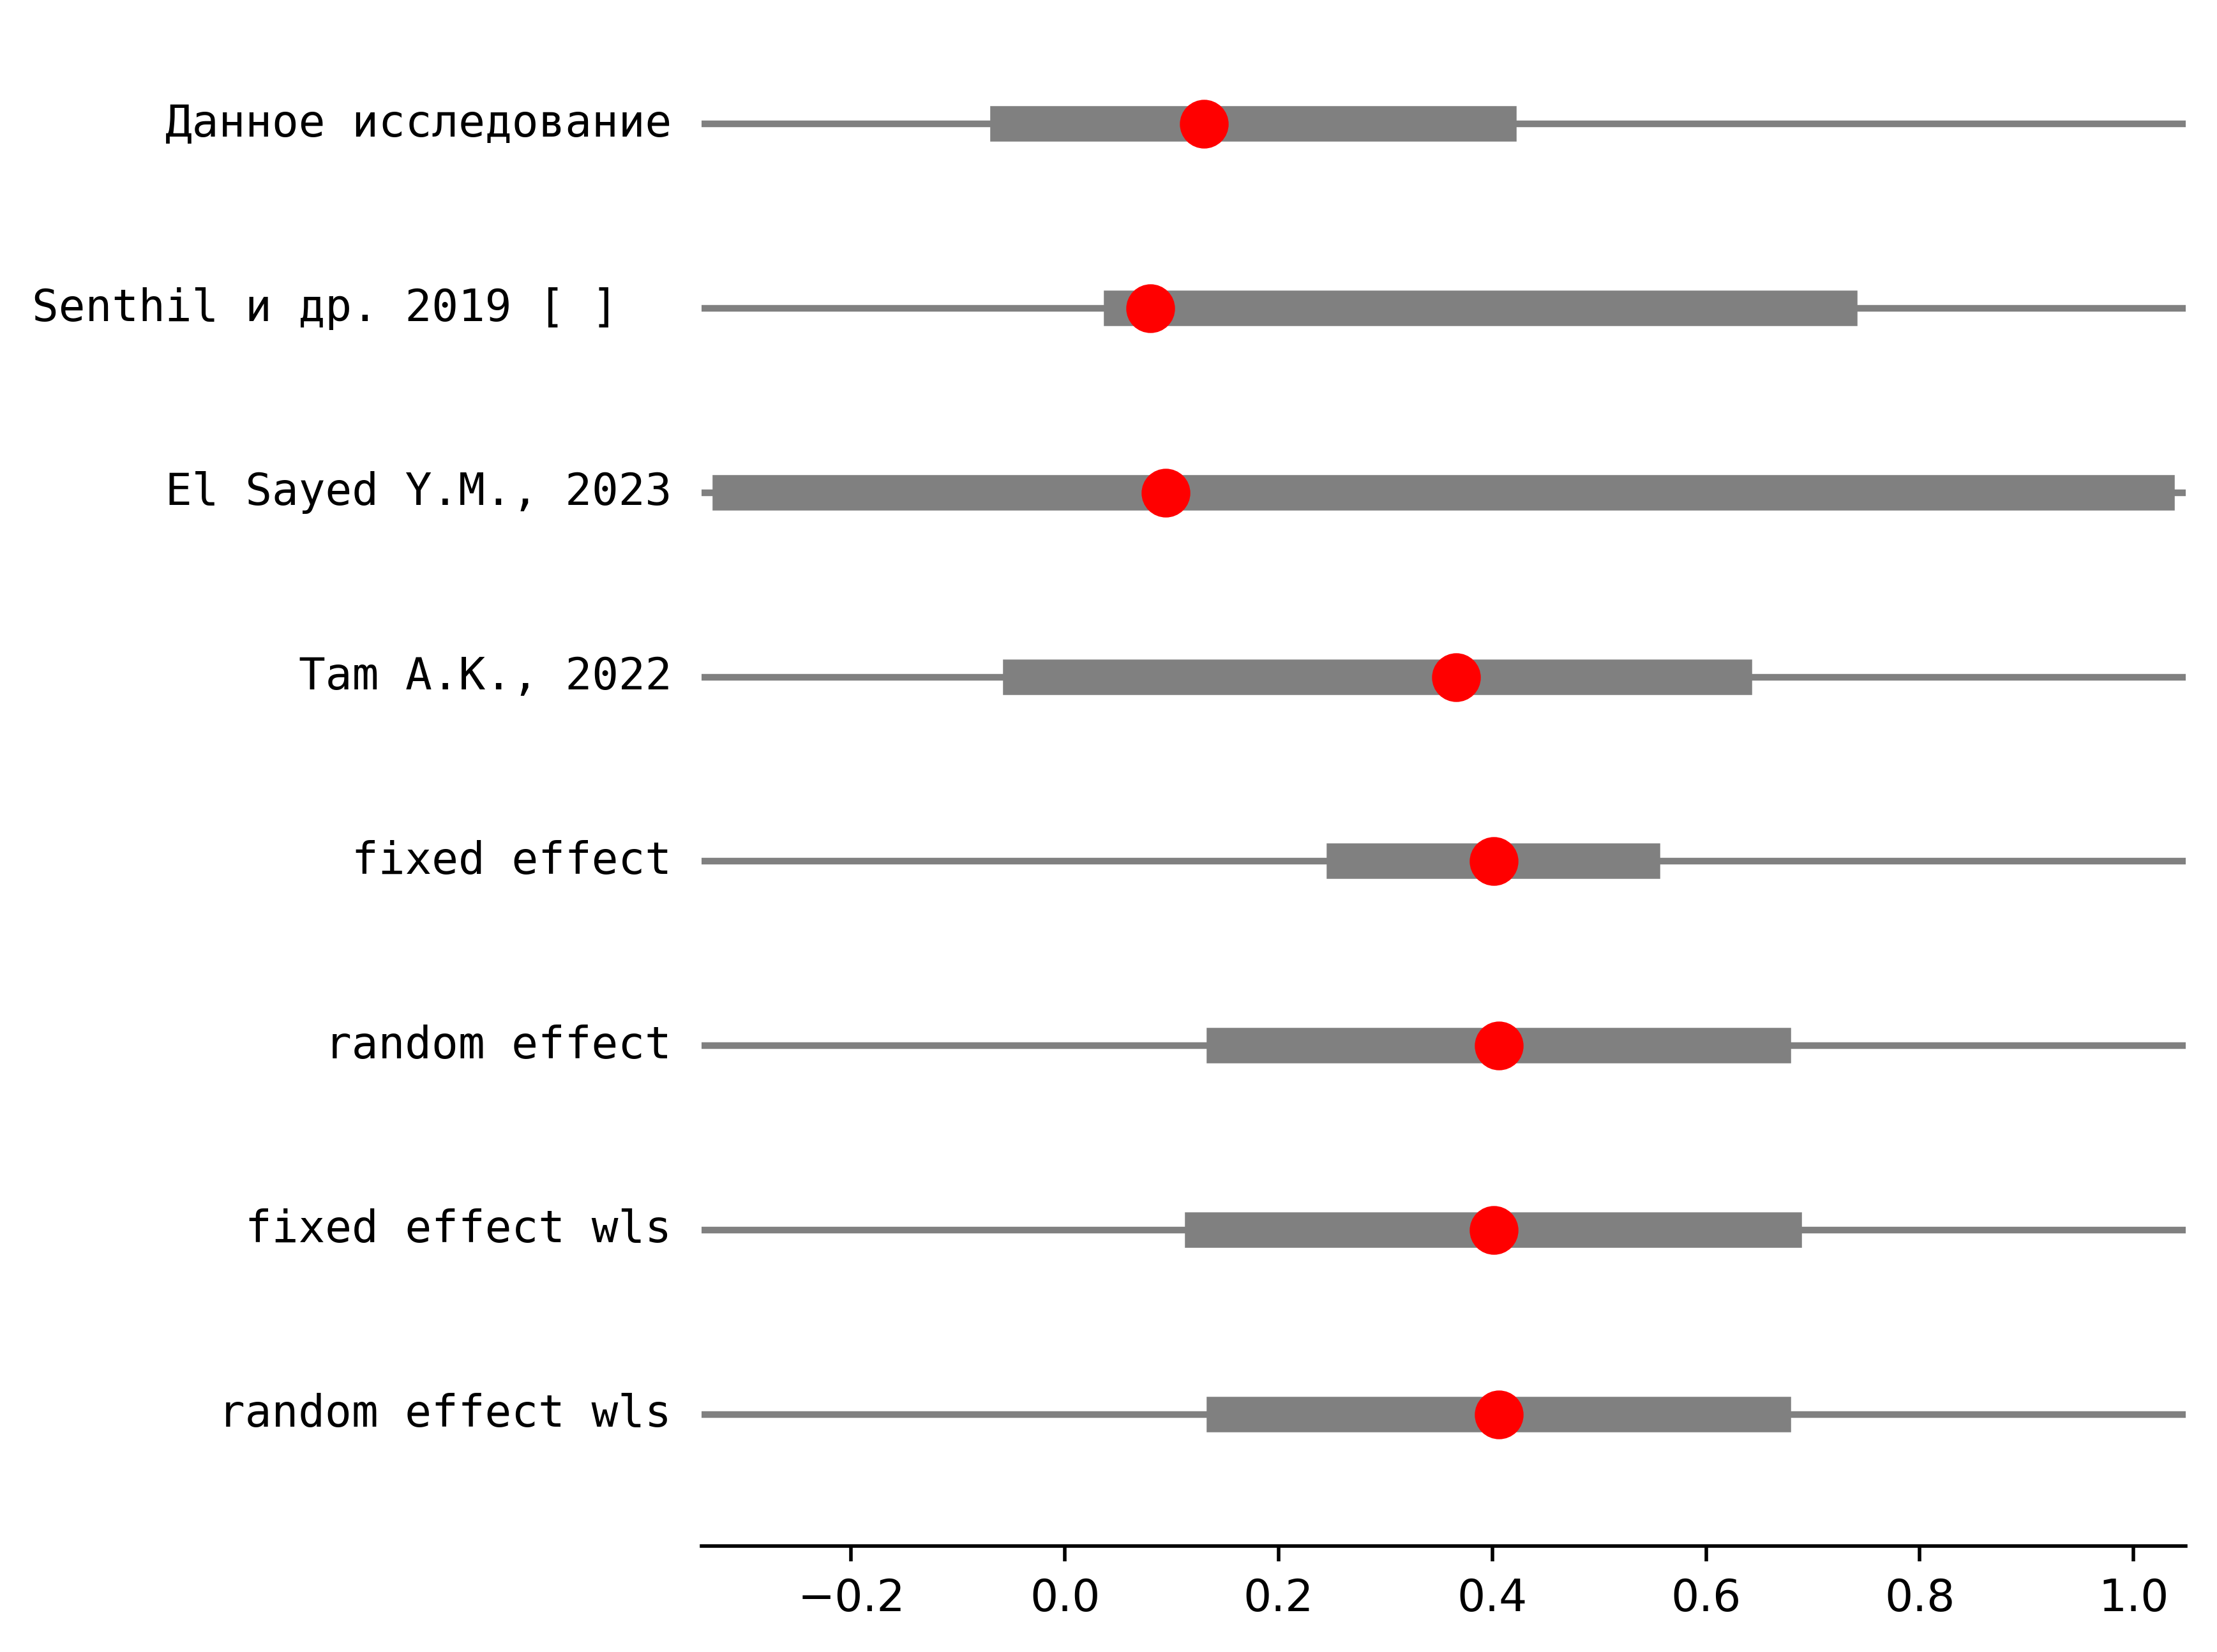 Данное исследование
Senthil и др. 2019 [ ]
El Sayed Y.M., 2023
Tam A.K., 2022
fixed effect
random effect
fixed effect wls
random effect wls
−0.2 0.0 0.2 0.4 0.6 0.8 1.0